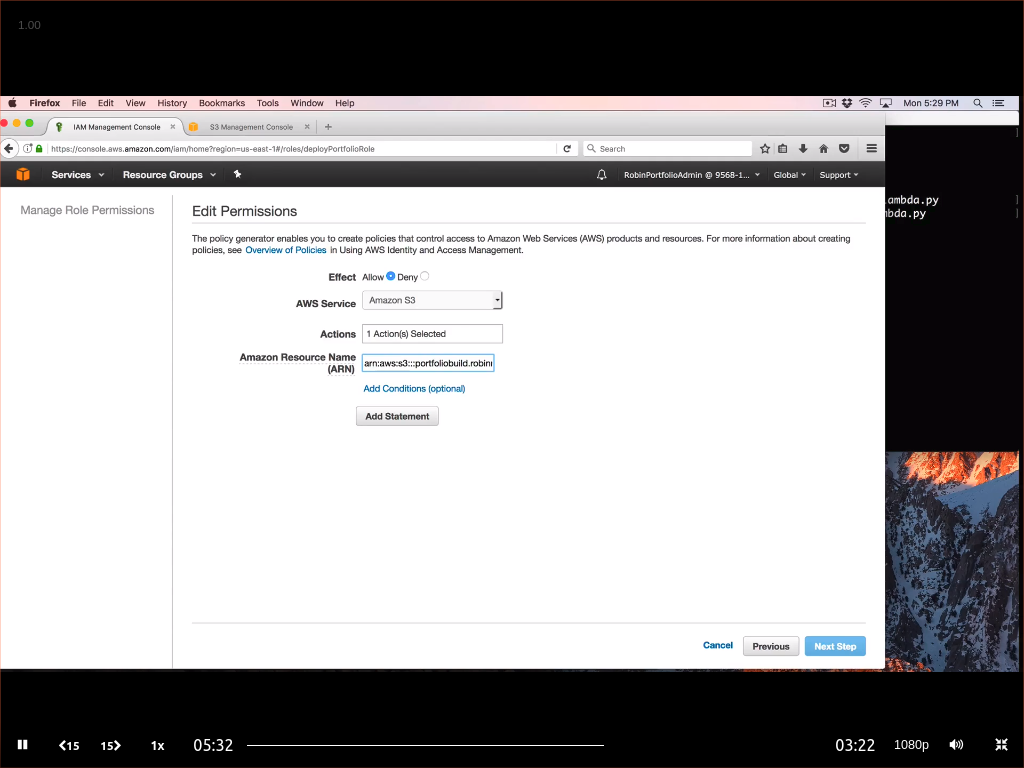 1.00
Firefox File Edit View History Bookmarks Tools Window Help Mon 5:29 PM
IAM Management Console S3 Management Console
https://console.aws.amazon.com/iam/home?region=us-east-1#/roles/deployPortfolioRole Search
Services Resource Groups RobinPortfolioAdmin @ 9568-1... Global Support
Manage Role Permissions
Edit Permissions
ambda.py
bda.py
The policy generator enables you to create policies that control access to Amazon Web Services (AWS) products and resources. For more information about creating
policies, see Overview of Policies in Using AWS Identity and Access Management.
Effect Allow Deny
AWS Service Amazon S3
Actions 1 Action(s) Selected
Amazon Resource Name
(ARN)
arn:aws:s3:::portfoliobuild.robin
Add Conditions (optional)
Add Statement
Cancel Previous Next Step
15 15 1x 05:32 03:22 1080p